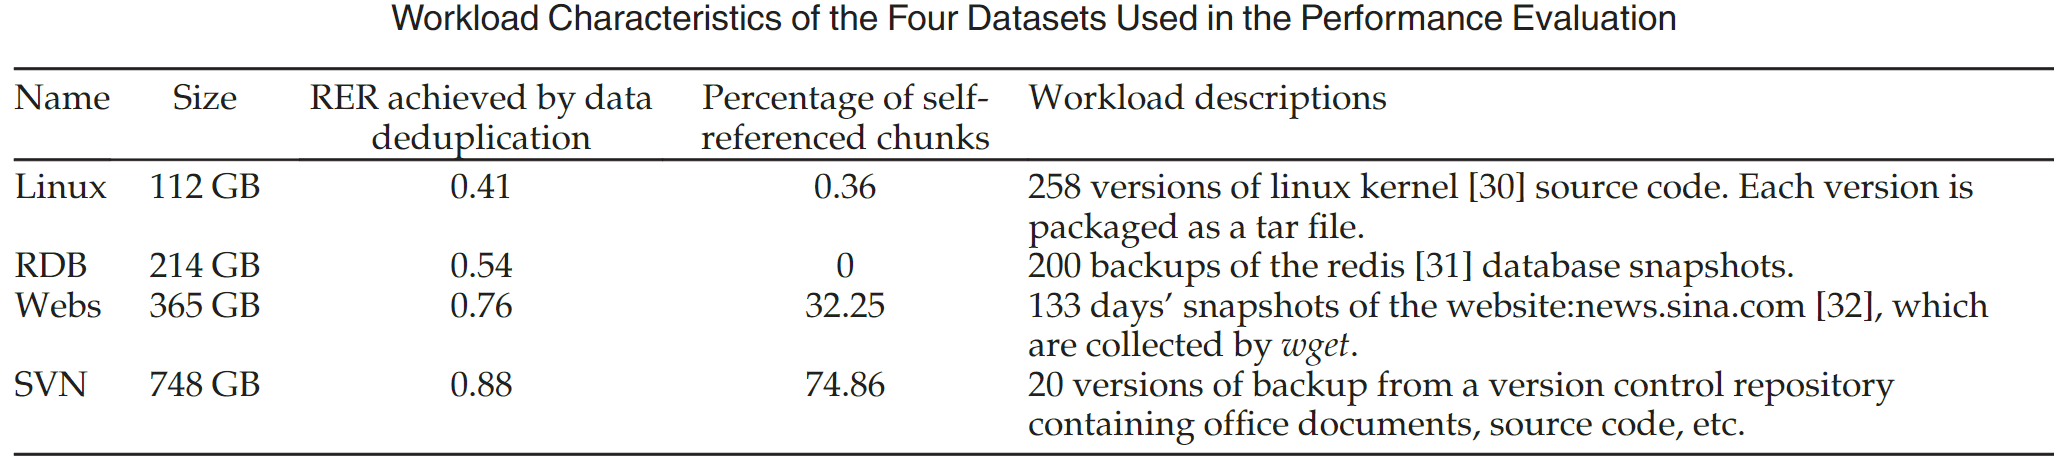 Workload Characteristics of the Four Datasets Used in the Performance Evaluation
Name Size RER achieved by data deduplication Percentage of self-referenced chunks Workload descriptions
Linux 112 GB 0.41 0.36 258 versions of linux kernel [30] source code. Each version is
packaged as a tar file.
RDB 214 GB 0.54 0 200 backups of the redis [31] database snapshots.
Webs 365 GB 0.76 32.25 133 days’ snapshots of the website:news.sina.com [32], which
are collected by wget.
SVN 748 GB 0.88 74.86 20 versions of backup from a version control repository
containing office documents, source code, etc.